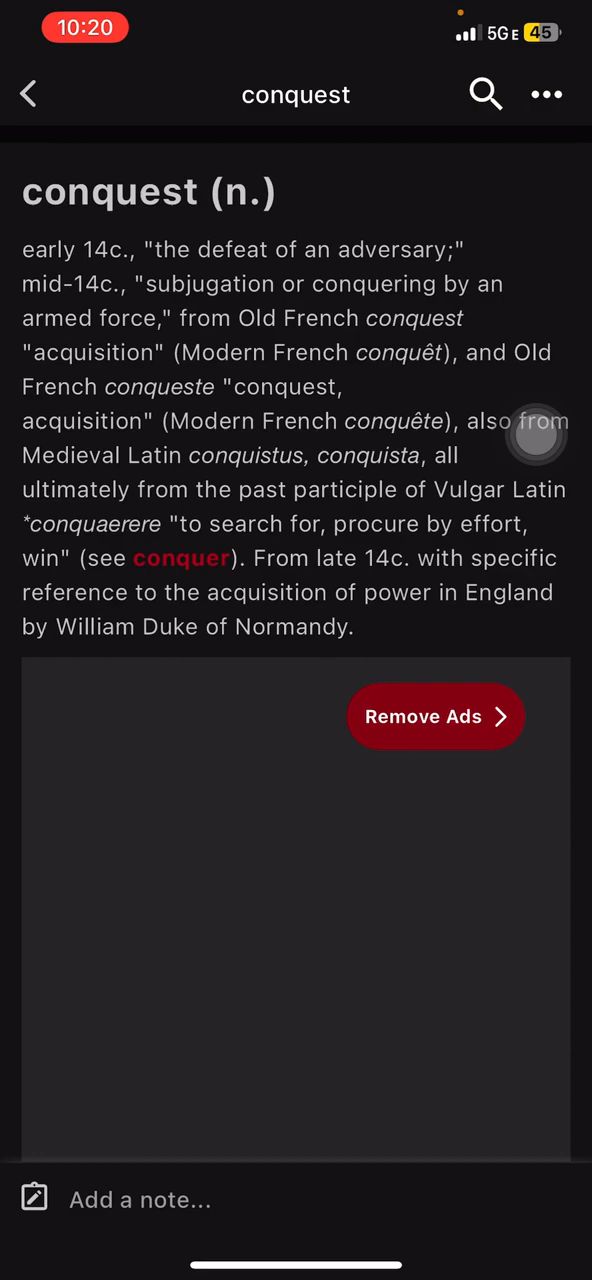 10:20
5GE 45
conquest
conquest (n.)
early 14c., "the defeat of an adversary;"
mid-14c., "subjugation or conquering by an
armed force," from Old French conquest
"acquisition" (Modern French conquêt), and Old
French conqueste "conquest,
acquisition" (Modern French conquête), also from
Medieval Latin conquistus, conquista, all
ultimately from the past participle of Vulgar Latin
*conquaerere "to search for, procure by effort,
win" (see conquer). From late 14c. with specific
reference to the acquisition of power in England
by William Duke of Normandy.
Remove Ads
Add a note...